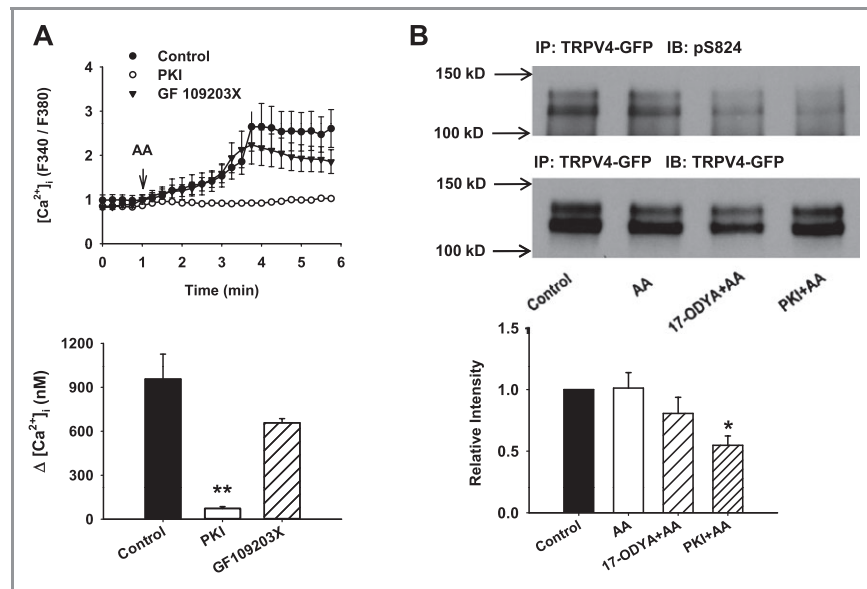 A
Control
PKI
GF 109203X
[Ca2+]i (F340 / F380)
4
3
2
1
0
AA
0 1 2 3 4 5 6
Time (min)
Δ [Ca2+]i (nM)
1200
900
600
300
0
**
Control
PKI
GF109203X
B
IP: TRPV4-GFP IB: pS824
150 kD
100 kD
IP: TRPV4-GFP IB: TRPV4-GFP
150 kD
100 kD
Control
AA
17-ODYA+AA
PKI+AA
Relative Intensity
1.5
1.0
0.5
0.0
*
Control
AA
17-ODYA+AA
PKI+AA